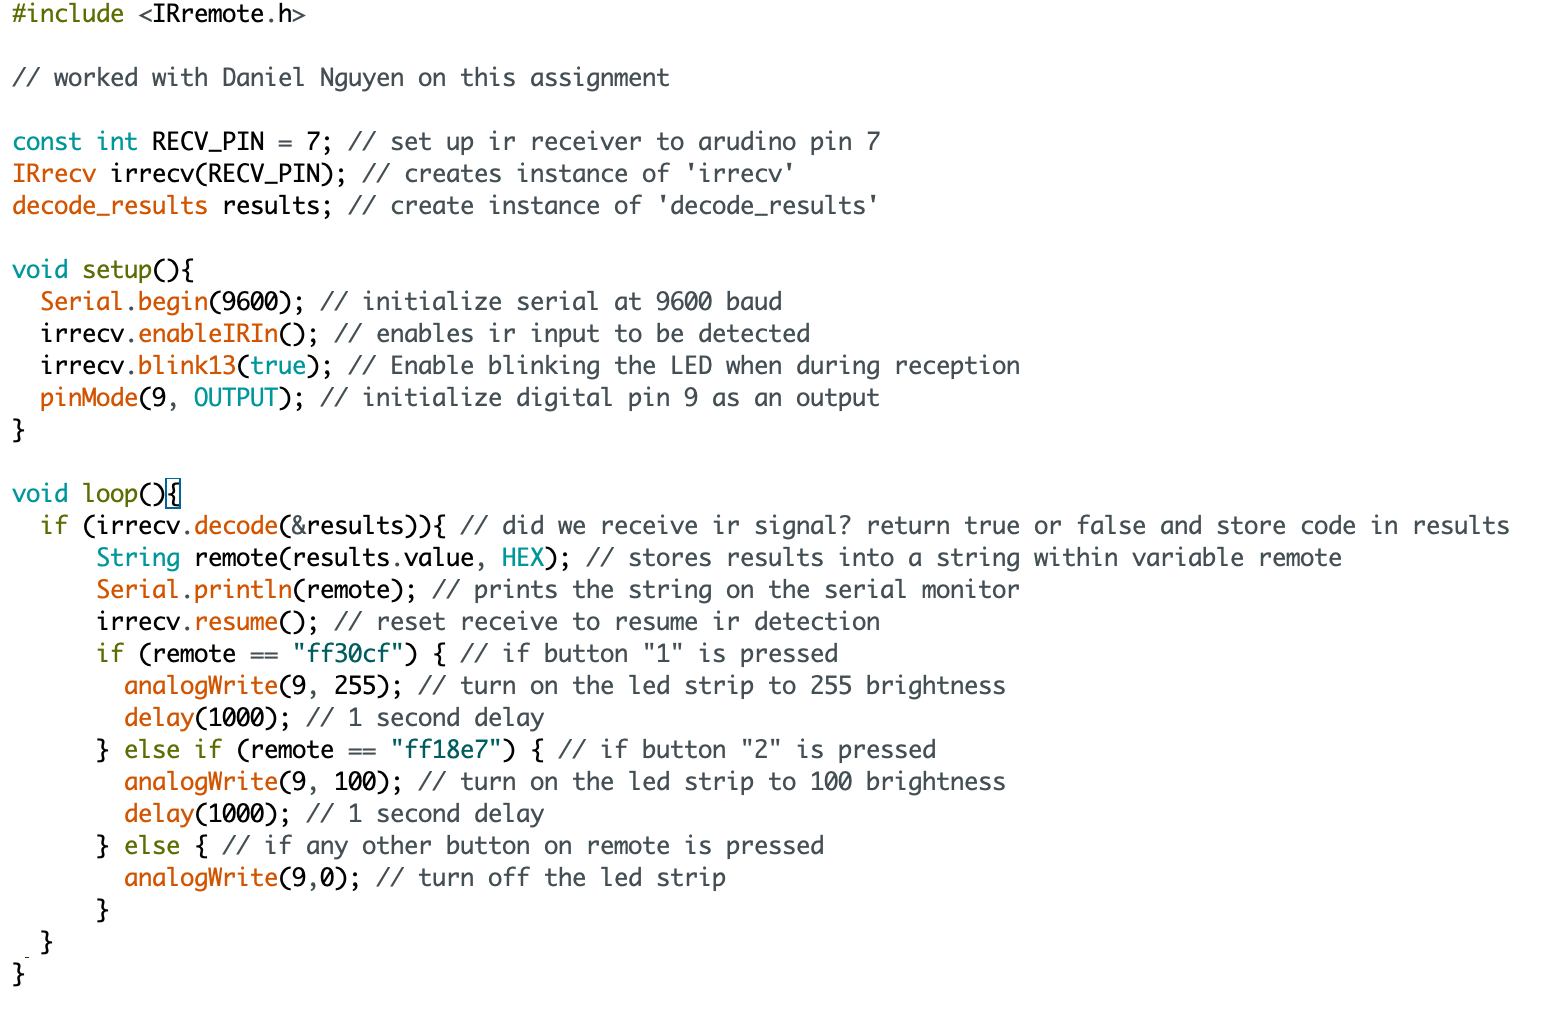 #include <IRremote.h>
// worked with Daniel Nguyen on this assignment
const int RECV_PIN = 7; // set up ir receiver to arudino pin 7
IRrecv irrecv(RECV_PIN); // creates instance of 'irrecv'
decode_results results; // create instance of 'decode_results'
void setup(){
  Serial.begin(9600); // initialize serial at 9600 baud
  irrecv.enableIRIn(); // enables ir input to be detected
  irrecv.blink13(true); // Enable blinking the LED when during reception
  pinMode(9, OUTPUT); // initialize digital pin 9 as an output
}
void loop(){
  if (irrecv.decode(&results)){ // did we receive ir signal? return true or false and store code in results
      String remote(results.value, HEX); // stores results into a string within variable remote
      Serial.println(remote); // prints the string on the serial monitor
      irrecv.resume(); // reset receive to resume ir detection
      if (remote == "ff30cf") { // if button "1" is pressed
        analogWrite(9, 255); // turn on the led strip to 255 brightness
        delay(1000); // 1 second delay
      } else if (remote == "ff18e7") { // if button "2" is pressed
        analogWrite(9, 100); // turn on the led strip to 100 brightness
        delay(1000); // 1 second delay
      } else { // if any other button on remote is pressed
        analogWrite(9,0); // turn off the led strip
      }
  }
}